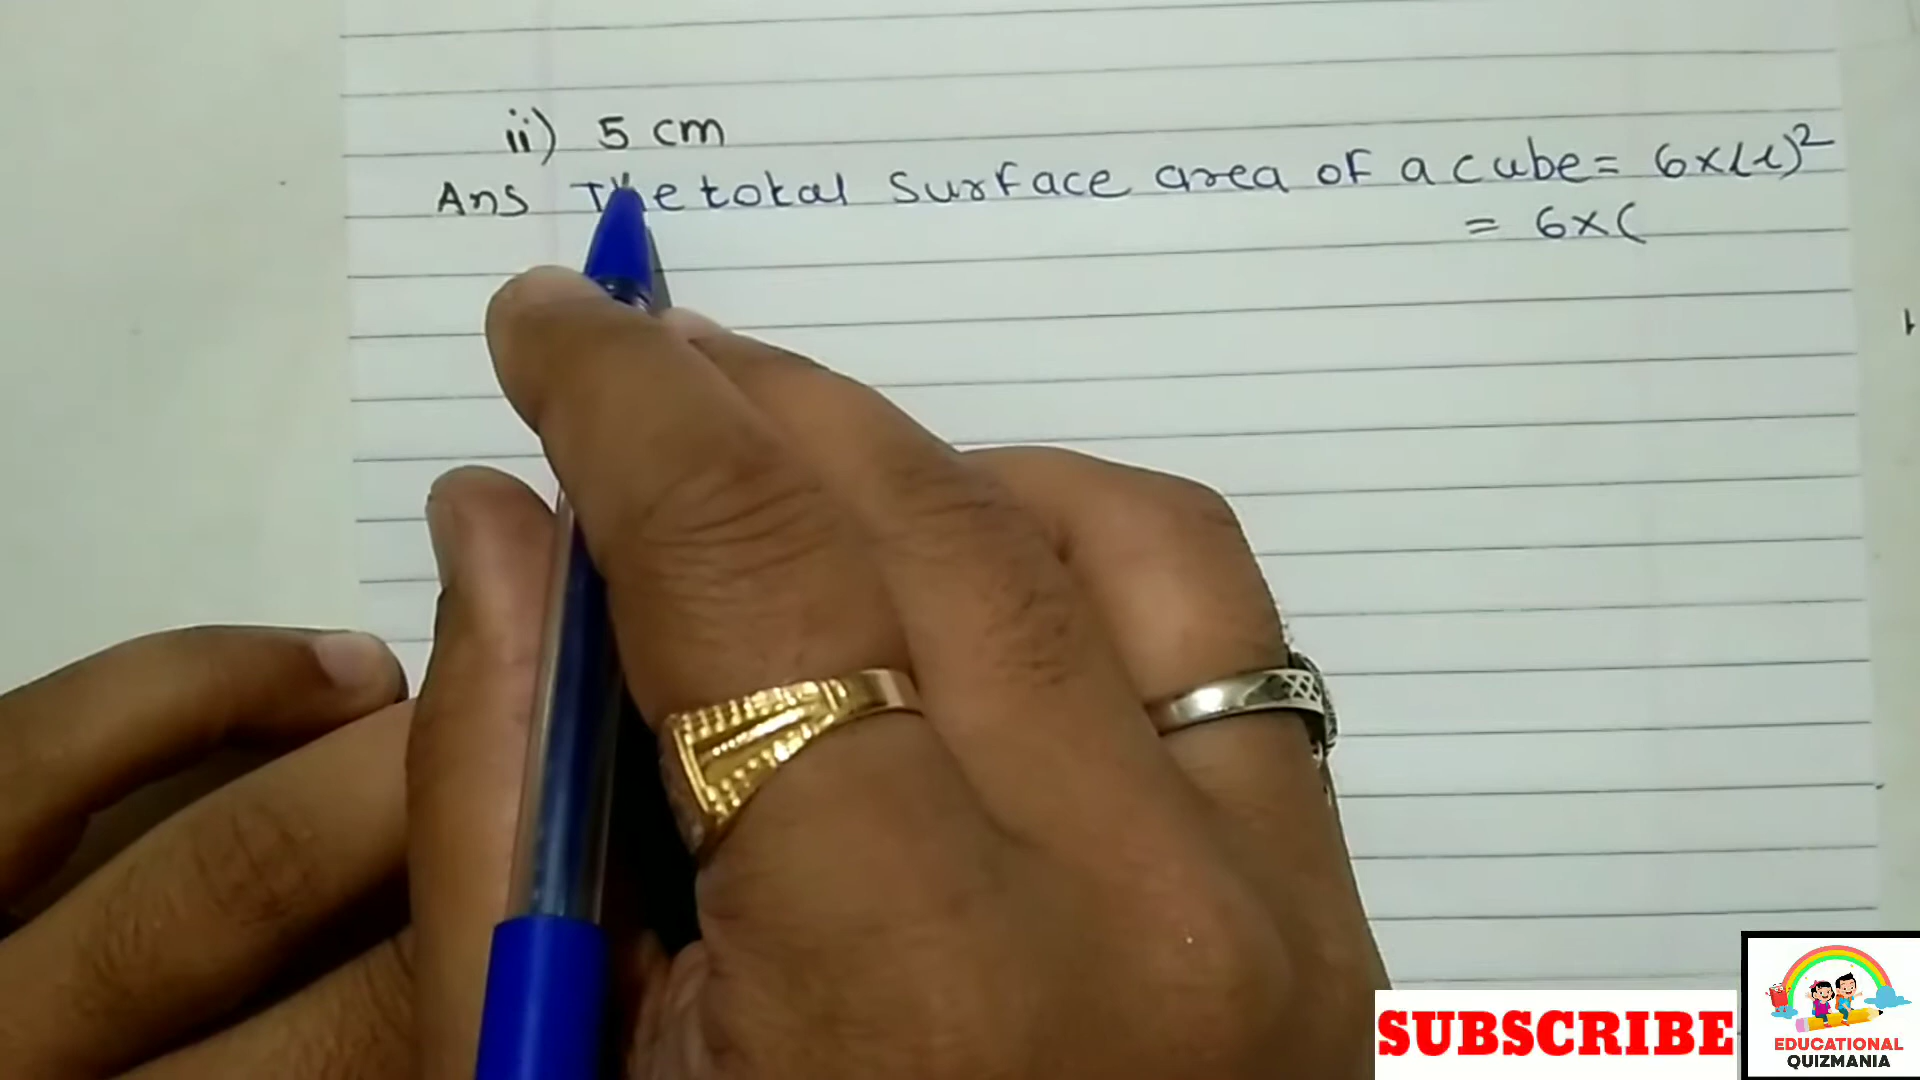 ii) 5 cm
Ans The total surface area of a cube = 6×(l)²
= 6×(
SUBSCRIBE
EDUCATIONAL
QUIZMANIA